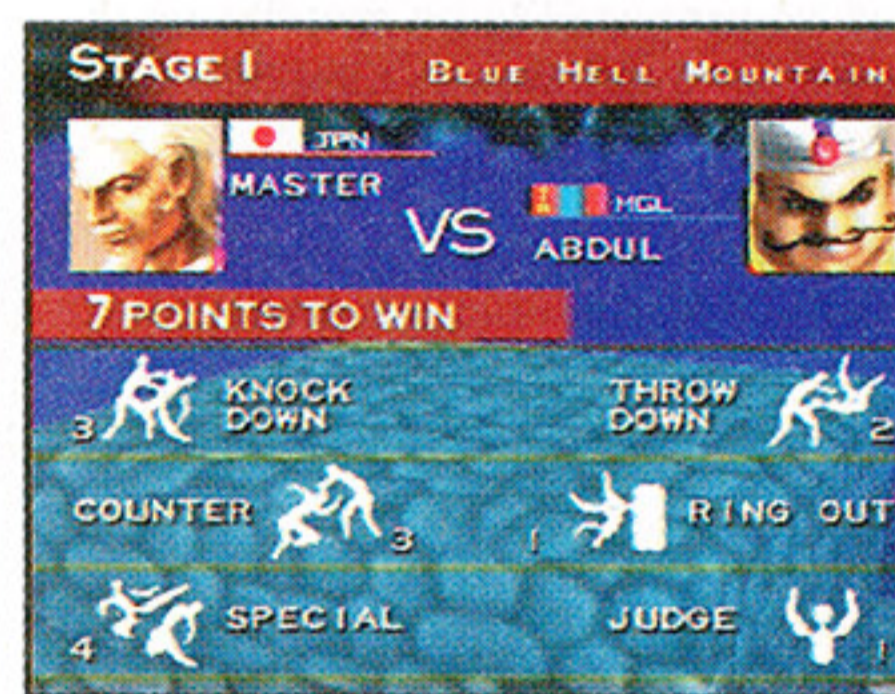 STAGE 1 BLUE HELL MOUNTAIN
JPN
MASTER
VS
MGL
ABDUL
7 POINTS TO WIN
3 KNOCK DOWN
THROW DOWN 2
COUNTER 3
1 RING OUT
4 SPECIAL
JUDGE 1